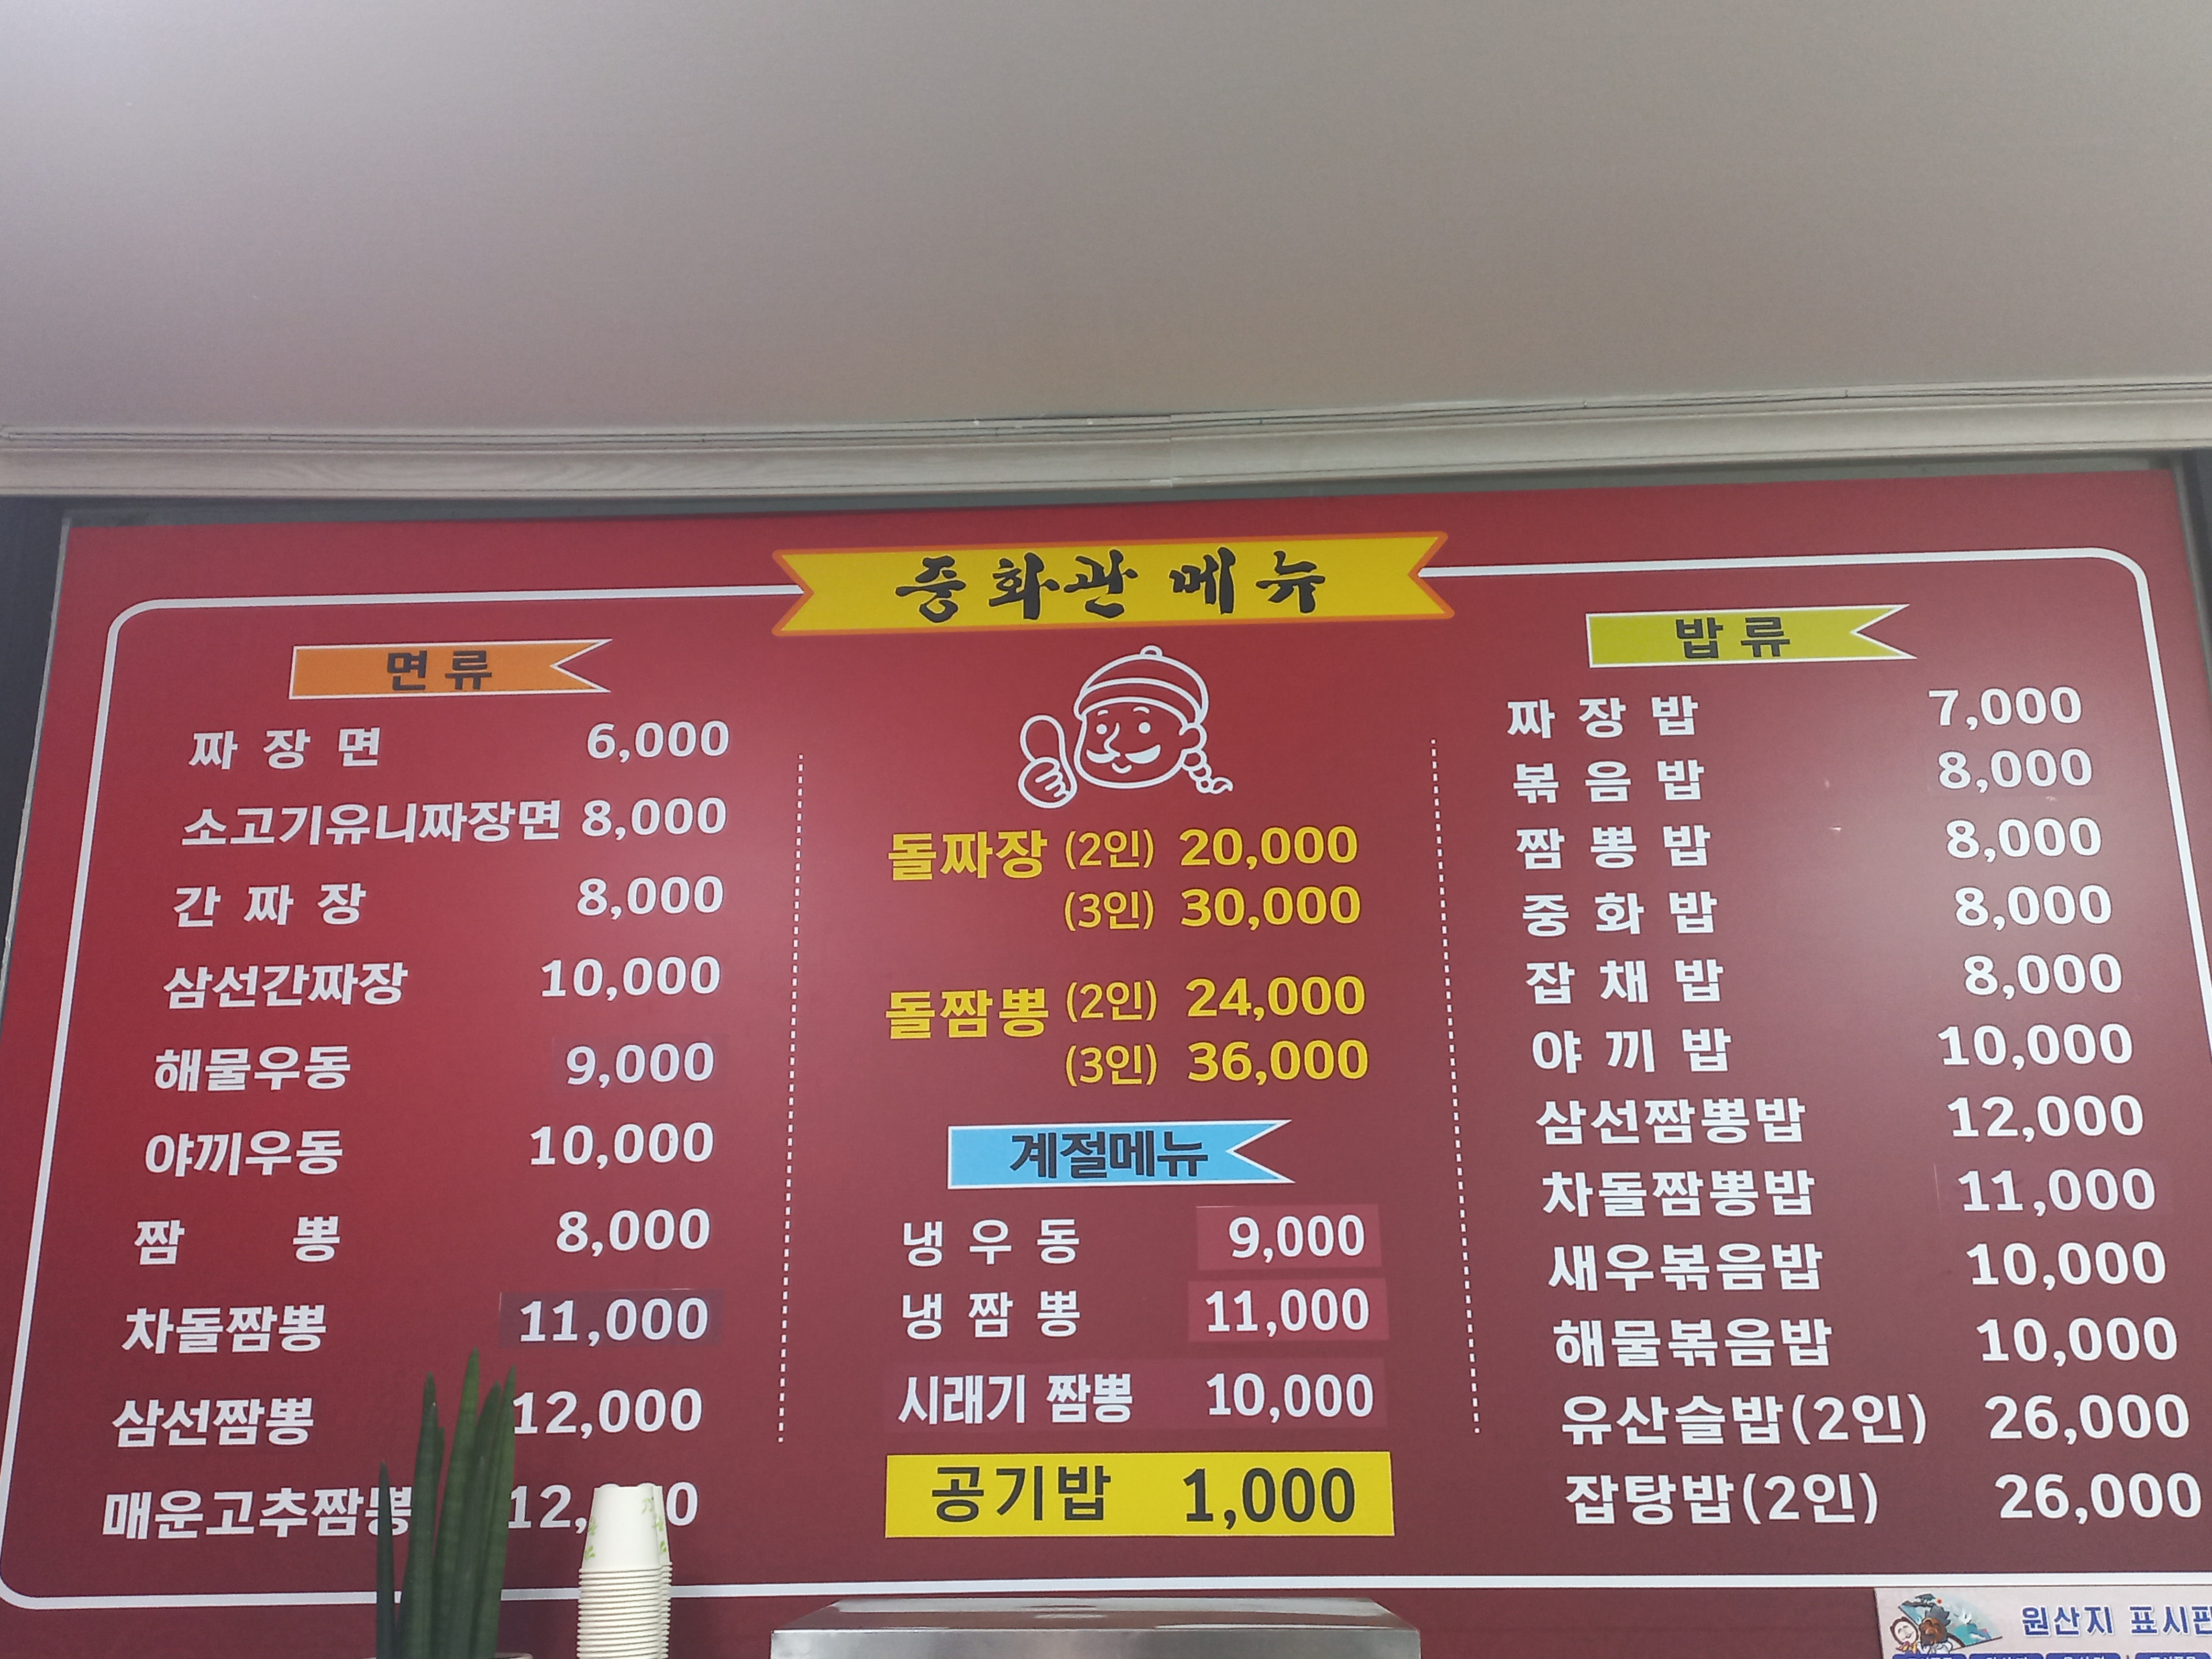 중화관 메뉴
면류
짜장면 6,000
소고기유니짜장면 8,000
간짜장 8,000
삼선간짜장 10,000
해물우동 9,000
야끼우동 10,000
짬뽕 8,000
차돌짬뽕 11,000
삼선짬뽕 12,000
매운고추짬뽕
돌짜장 (2인) 20,000
(3인) 30,000
돌짬뽕 (2인) 24,000
(3인) 36,000
계절메뉴
냉우동 9,000
냉짬뽕 11,000
시래기 짬뽕 10,000
공기밥 1,000
밥류
짜장밥 7,000
볶음밥 8,000
짬뽕밥 8,000
중화밥 8,000
잡채밥 8,000
야끼밥 10,000
삼선짬뽕밥 12,000
차돌짬뽕밥 11,000
새우볶음밥 10,000
해물볶음밥 10,000
유산슬밥(2인) 26,000
잡탕밥(2인) 26,000
원산지 표시판